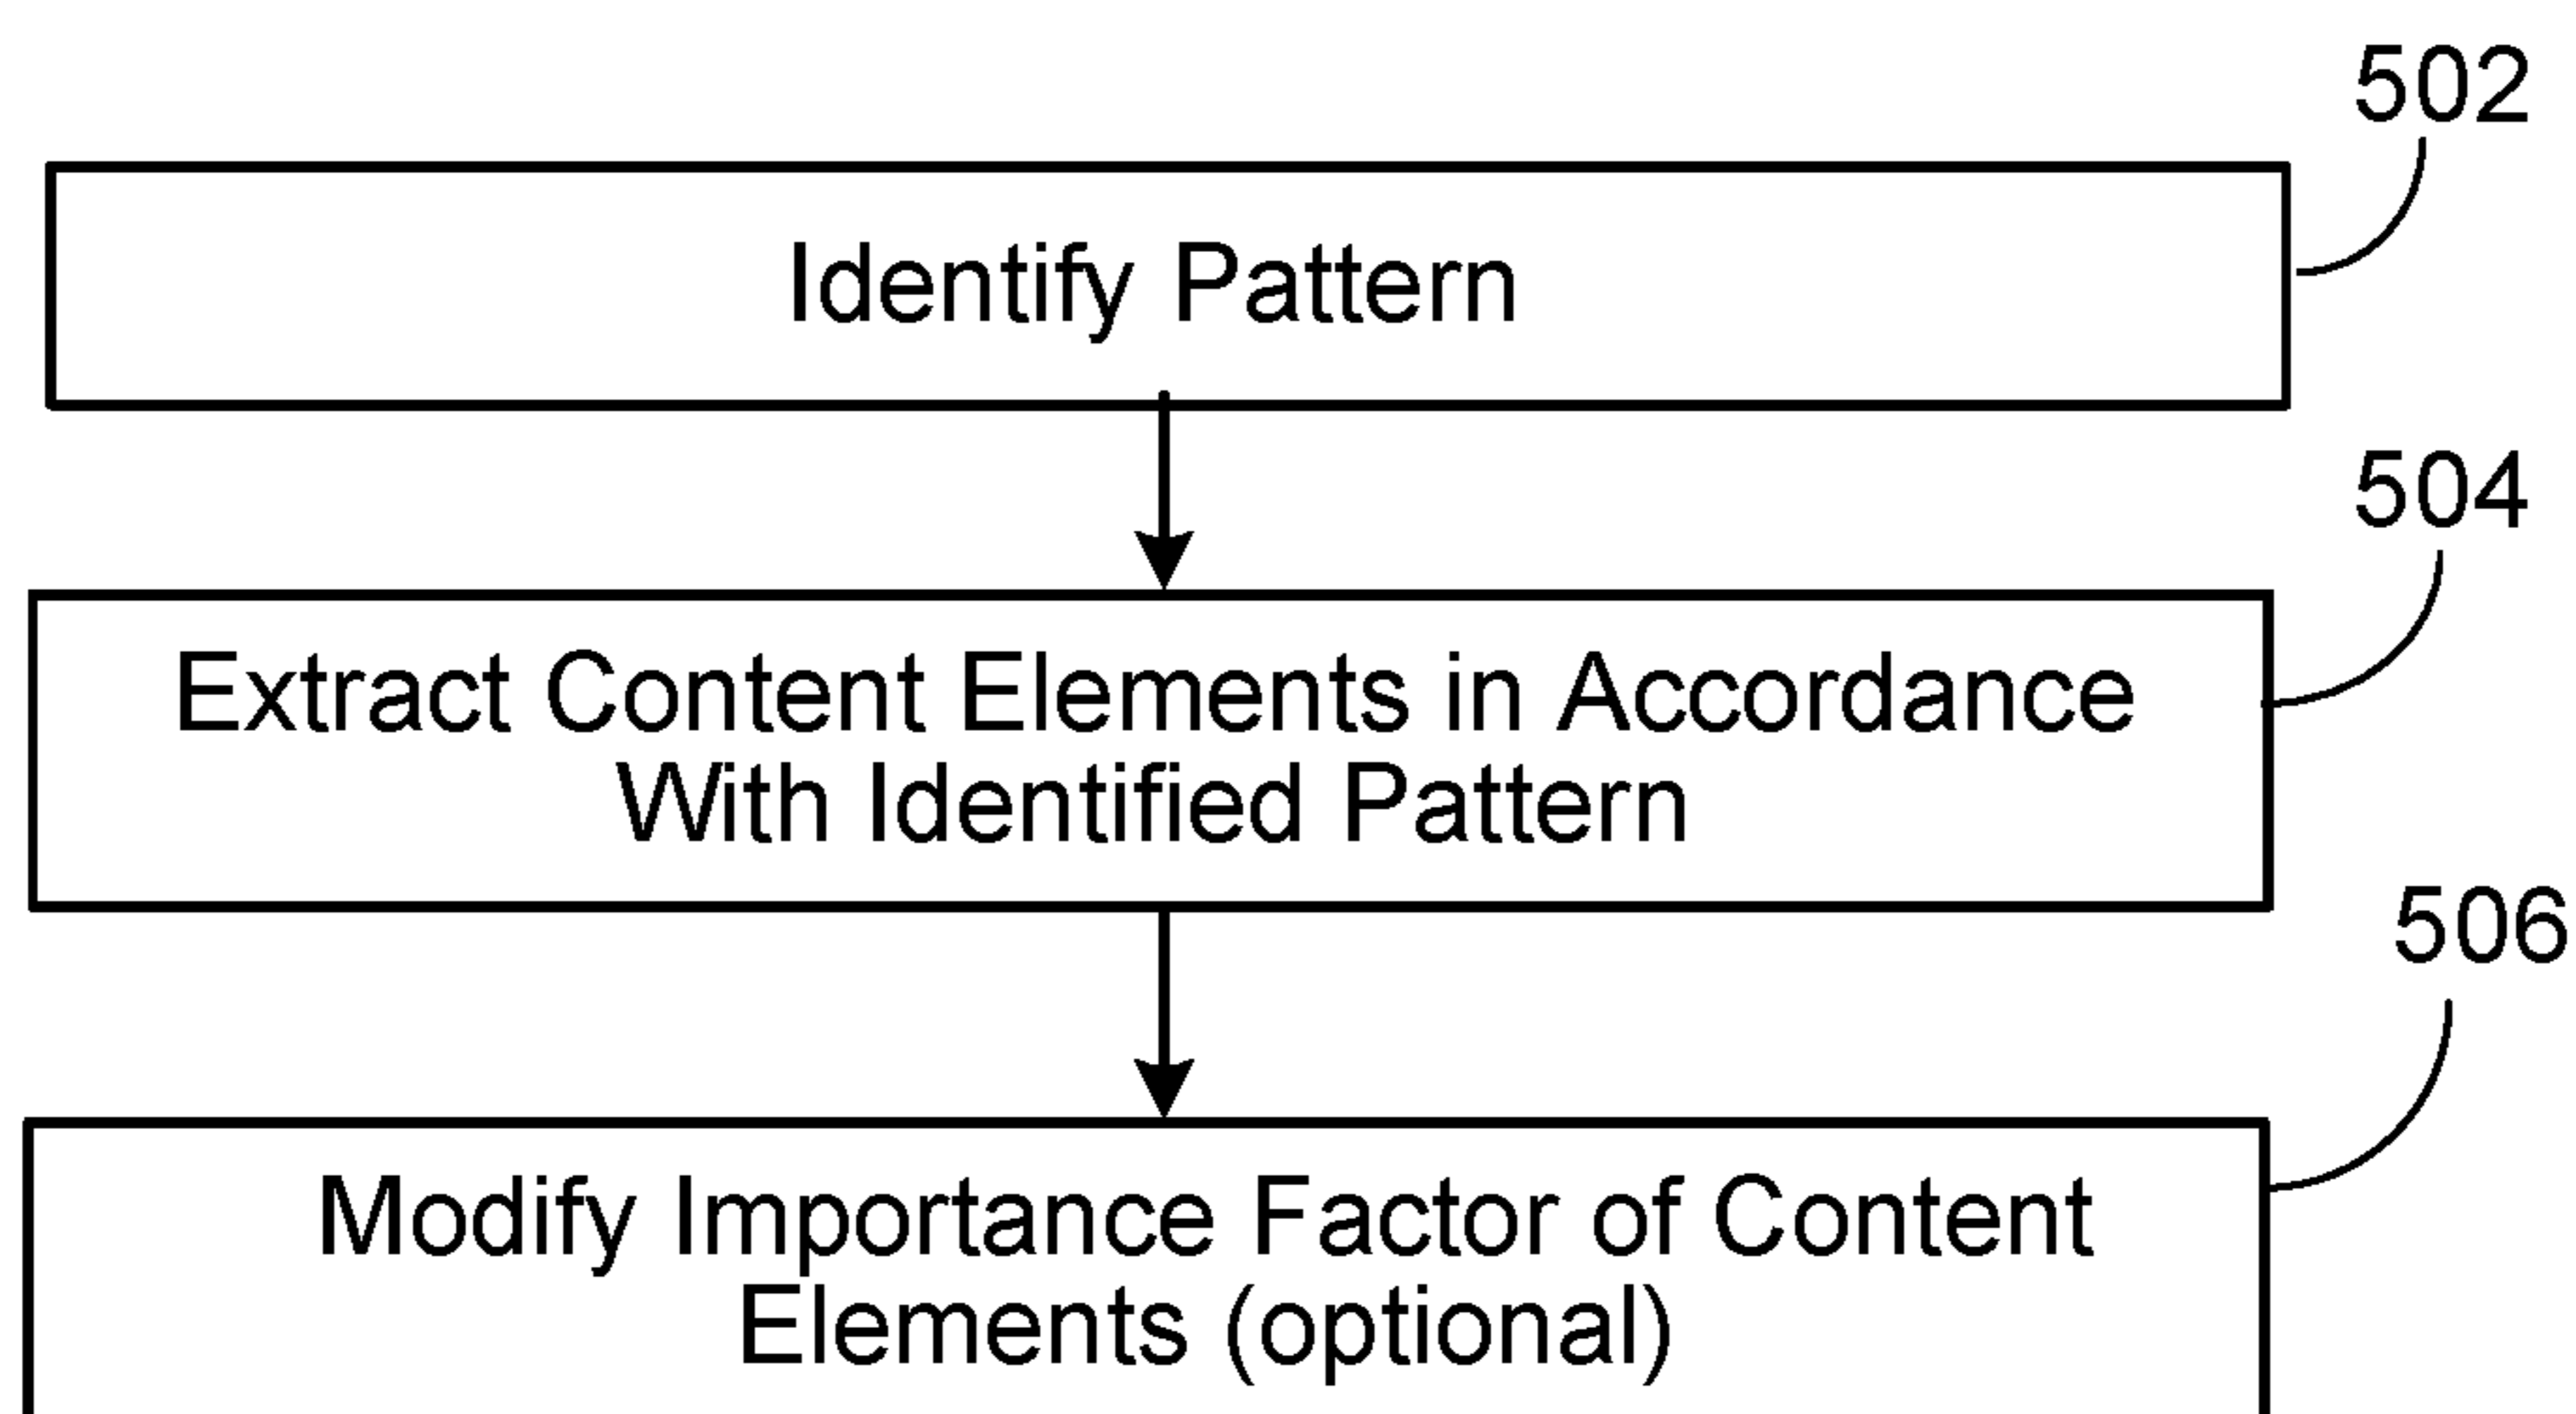 502
Identify Pattern
504
Extract Content Elements in Accordance
With Identified Pattern
506
Modify Importance Factor of Content
Elements (optional)